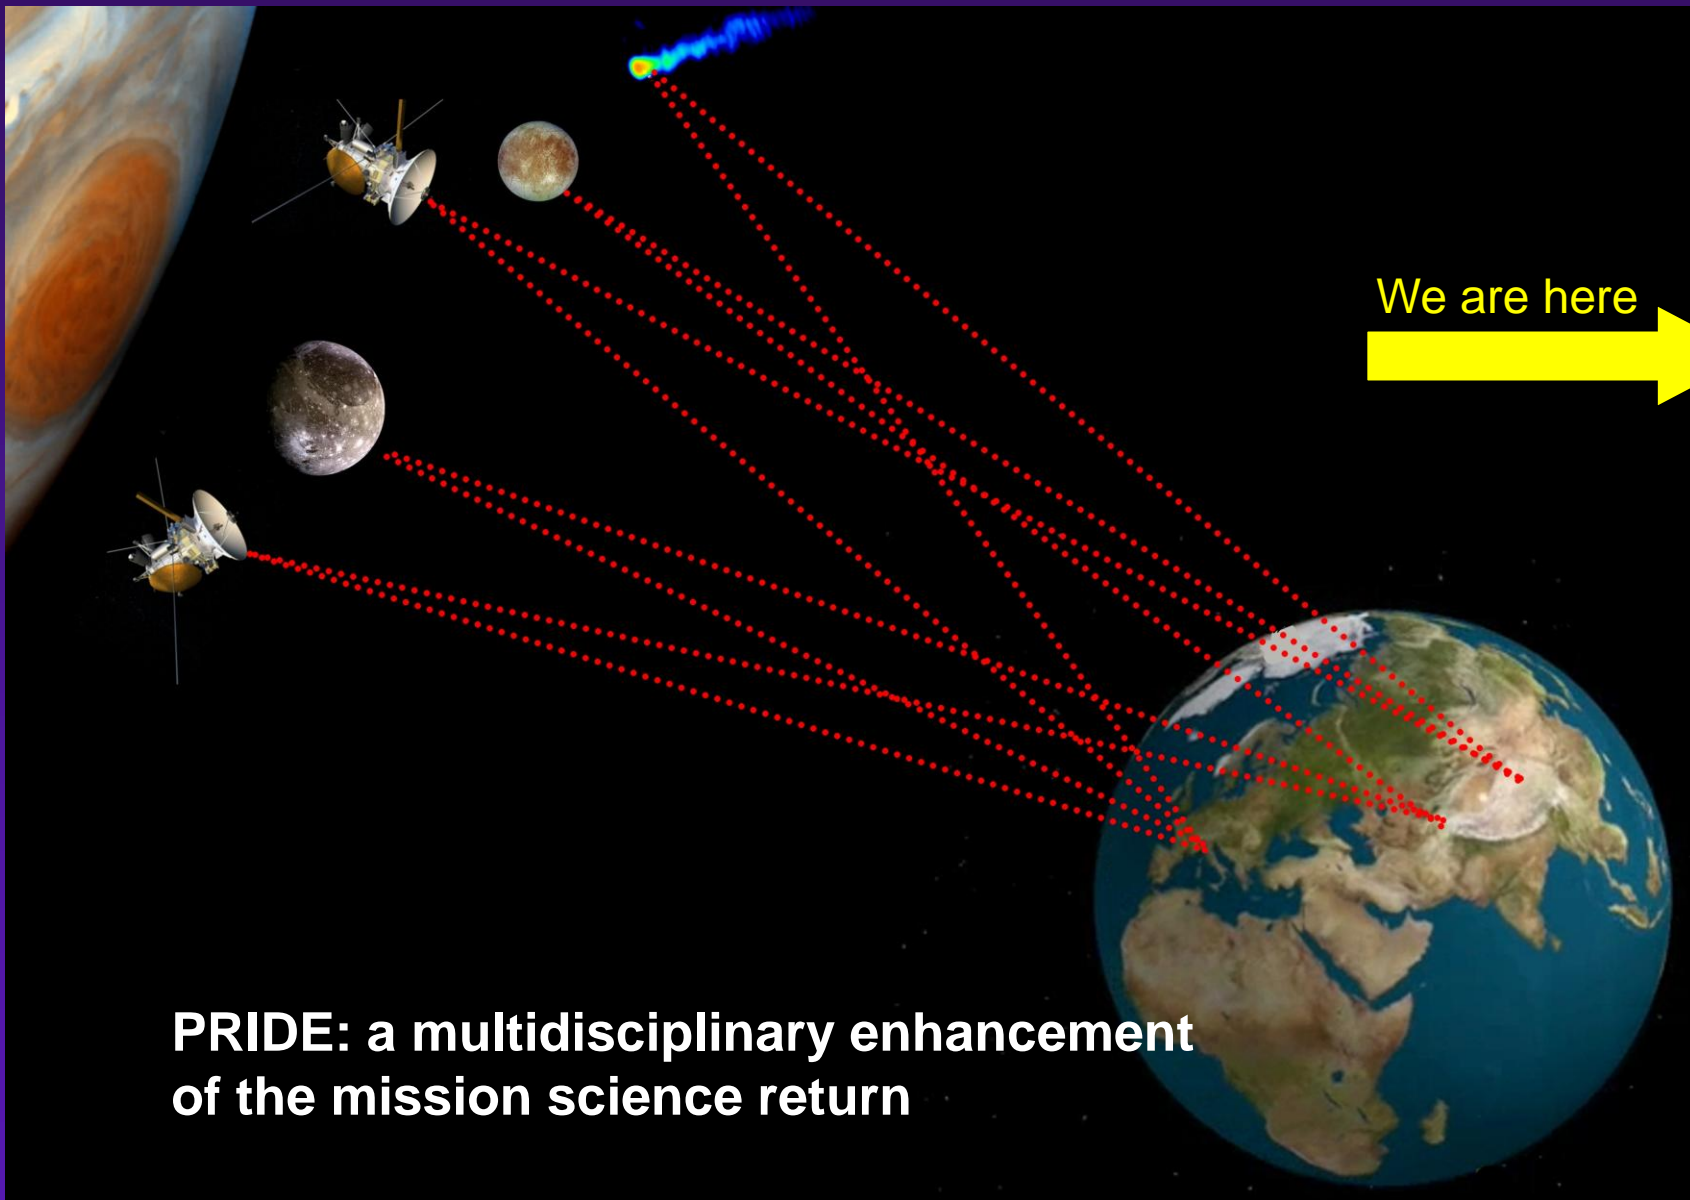 We are here
PRIDE: a multidisciplinary enhancement
of the mission science return